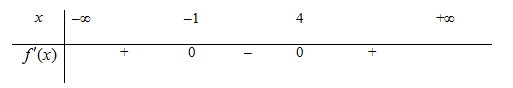 x –∞ –1 4 +∞
f'(x) + 0 – 0 +